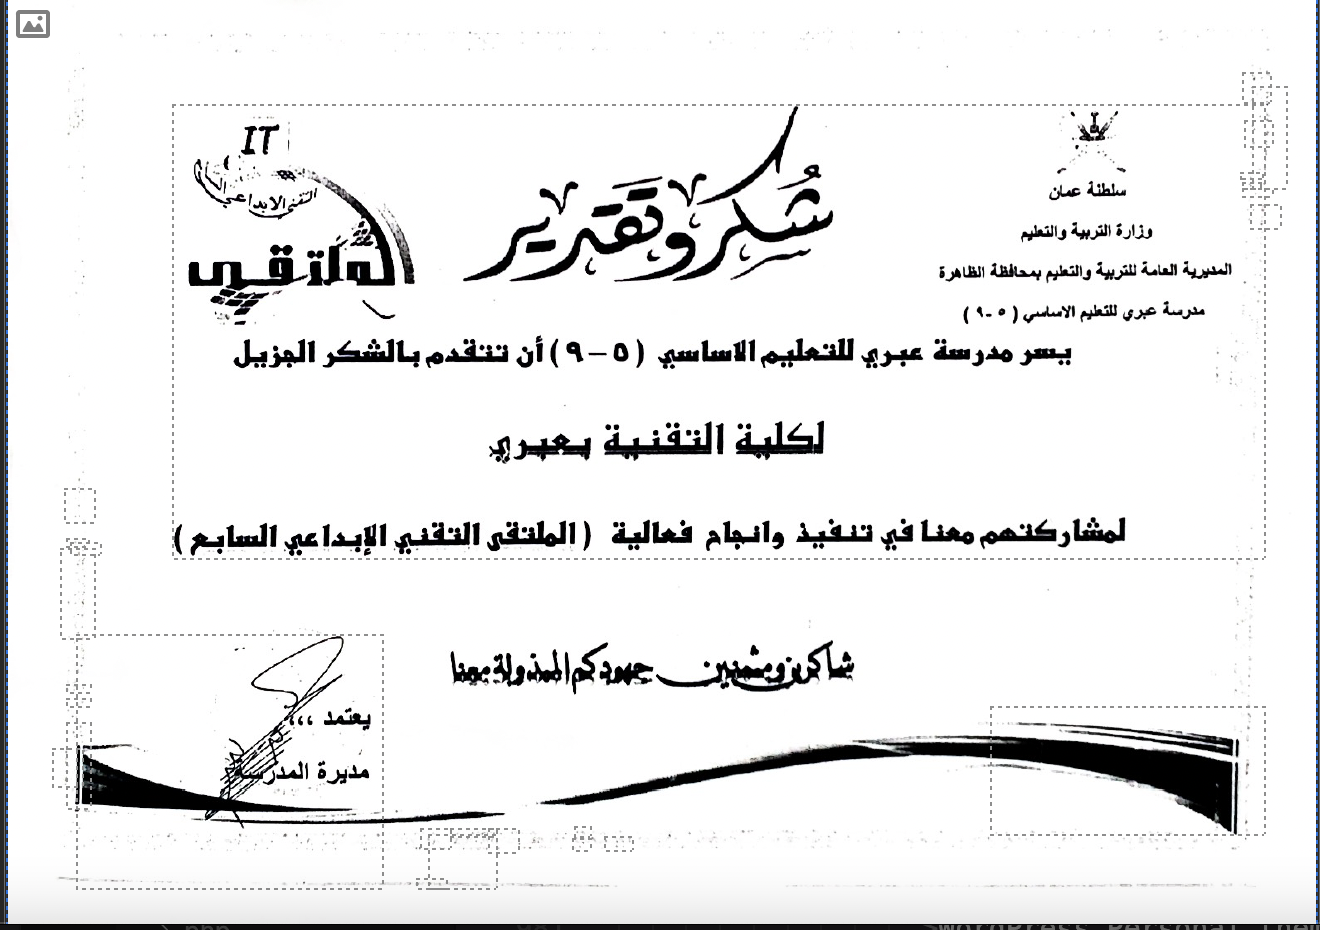 سلطنة عمان
وزارة التربية والتعليم
المديرية العامة للتربية والتعليم بمحافظة الظاهرة
مدرسة عبري للتعليم الاساسي ( ٥ - ٩ )
شكر وتقدير
IT
التقني الابداعي
ملتقى
يسر مدرسة عبري للتعليم الاساسي (٥ – ٩) أن تتقدم بالشكر الجزيل
لكلية التقنية بعبري
لمشاركتهم معنا في تنفيذ وانجاح فعالية ( الملتقى التقني الإبداعي السابع )
شاكرين ومثمنين جهودكم المبذولة معنا
يعتمد ،،،
مديرة المدرسة